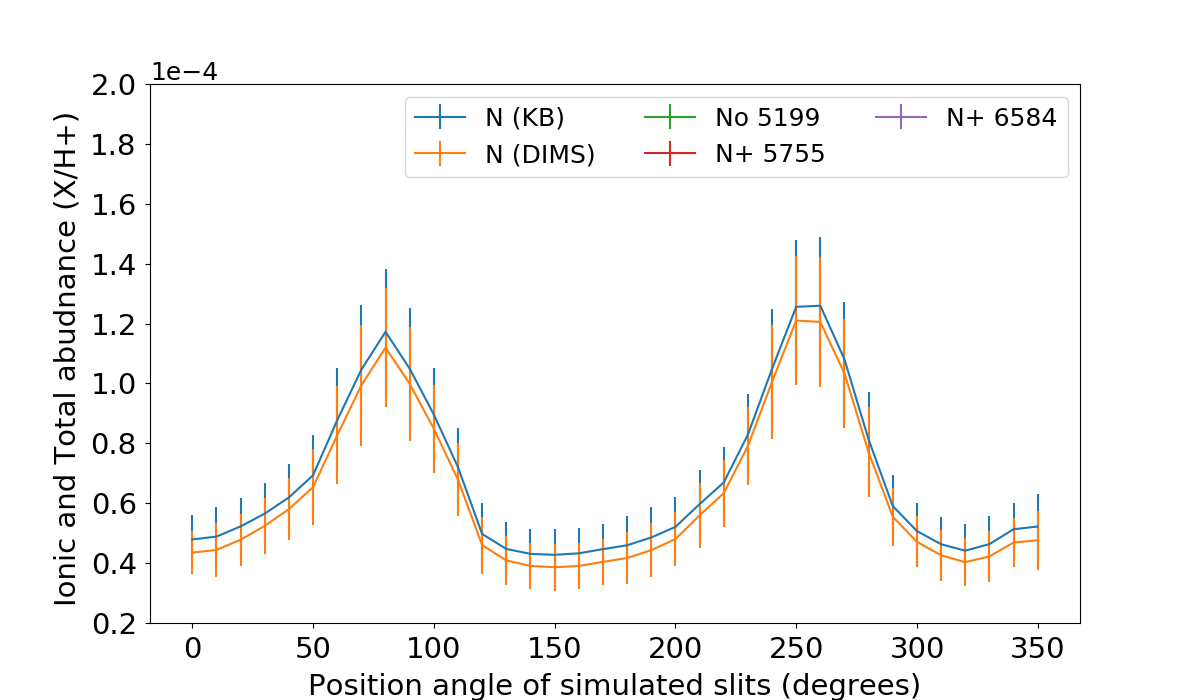 1e−4
Ionic and Total abudnance (X/H+)
2.0
1.8
1.6
1.4
1.2
1.0
0.8
0.6
0.4
0.2
N (KB)
N (DIMS)
No 5199
N+ 5755
N+ 6584
0 50 100 150 200 250 300 350
Position angle of simulated slits (degrees)